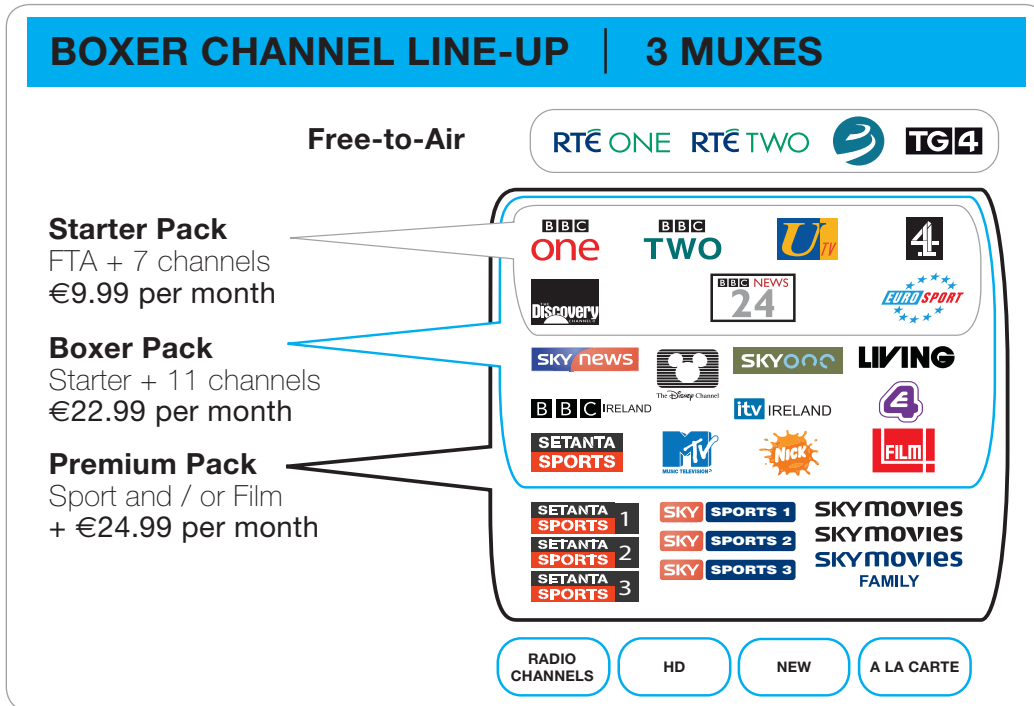 BOXER CHANNEL LINE-UP | 3 MUXES
Free-to-Air
RTÉ ONE RTÉ TWO 3 TG4
Starter Pack
FTA + 7 channels
€9.99 per month
BBC one BBC TWO UTV 4
THE Discovery CHANNEL BBC NEWS 24 EUROSPORT
Boxer Pack
Starter + 11 channels
€22.99 per month
sky news The Disney Channel SKY one LIVING
BBC IRELAND itv IRELAND E4
SETANTA SPORTS MTV MUSIC TELEVISION NICK FILM4
Premium Pack
Sport and / or Film
+ €24.99 per month
SETANTA SPORTS 1 SKY SPORTS 1 SKY MOVIES
SETANTA SPORTS 2 SKY SPORTS 2 SKY MOVIES
SETANTA SPORTS 3 SKY SPORTS 3 SKY MOVIES FAMILY
RADIO CHANNELS HD NEW A LA CARTE